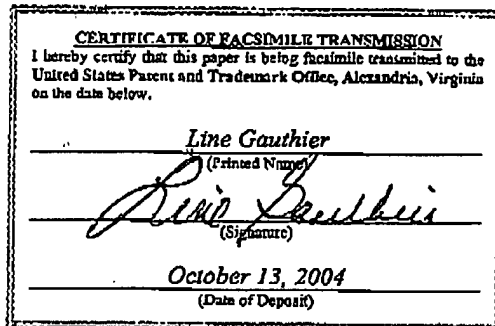 CERTIFICATE OF FACSIMILE TRANSMISSION
I hereby certify that this paper is being facsimile transmitted to the
United States Patent and Trademark Office, Alexandria, Virginia
on the date below.
Line Gauthier
(Printed Name)
Line Gauthier
(Signature)
October 13, 2004
(Date of Deposit)